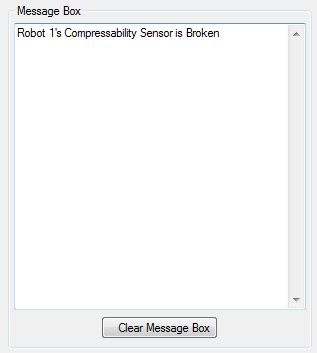 Message Box
Robot 1's Compressability Sensor is Broken
Clear Message Box